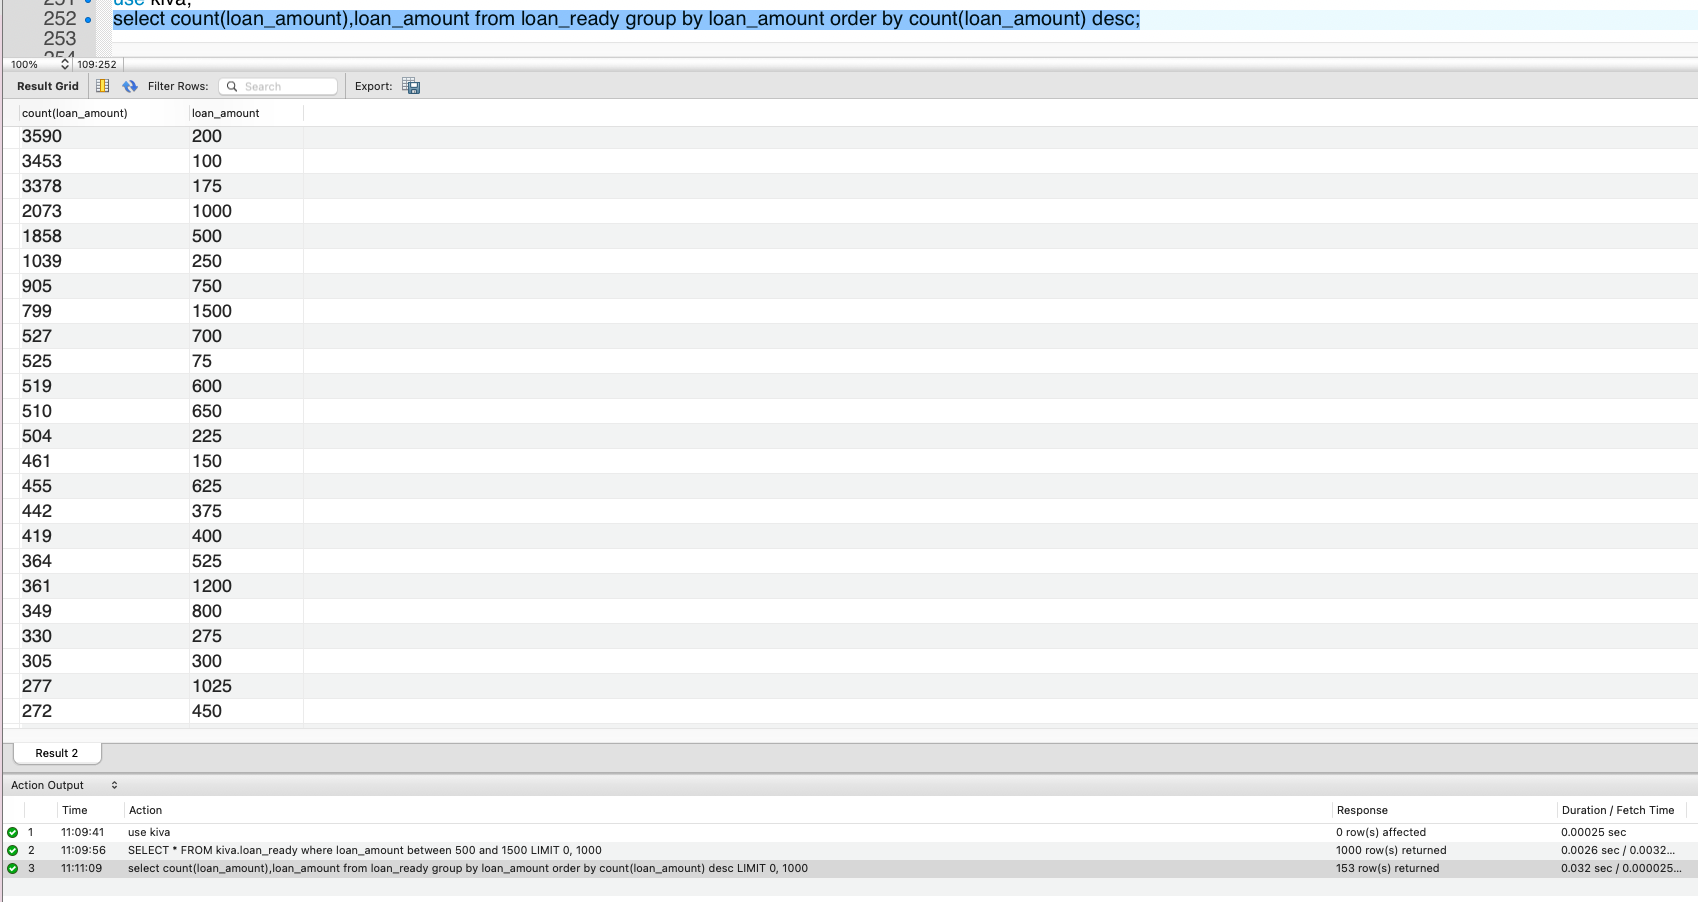 251 use kiva;
252 select count(loan_amount),loan_amount from loan_ready group by loan_amount order by count(loan_amount) desc;
253
254
100% 109:252
Result Grid Filter Rows: Search Export:
count(loan_amount) loan_amount
3590 200
3453 100
3378 175
2073 1000
1858 500
1039 250
905 750
799 1500
527 700
525 75
519 600
510 650
504 225
461 150
455 625
442 375
419 400
364 525
361 1200
349 800
330 275
305 300
277 1025
272 450
Result 2
Action Output
Time Action Response Duration / Fetch Time
1 11:09:41 use kiva 0 row(s) affected 0.00025 sec
2 11:09:56 SELECT * FROM kiva.loan_ready where loan_amount between 500 and 1500 LIMIT 0, 1000 1000 row(s) returned 0.0026 sec / 0.0032...
3 11:11:09 select count(loan_amount),loan_amount from loan_ready group by loan_amount order by count(loan_amount) desc LIMIT 0, 1000 153 row(s) returned 0.032 sec / 0.000025...